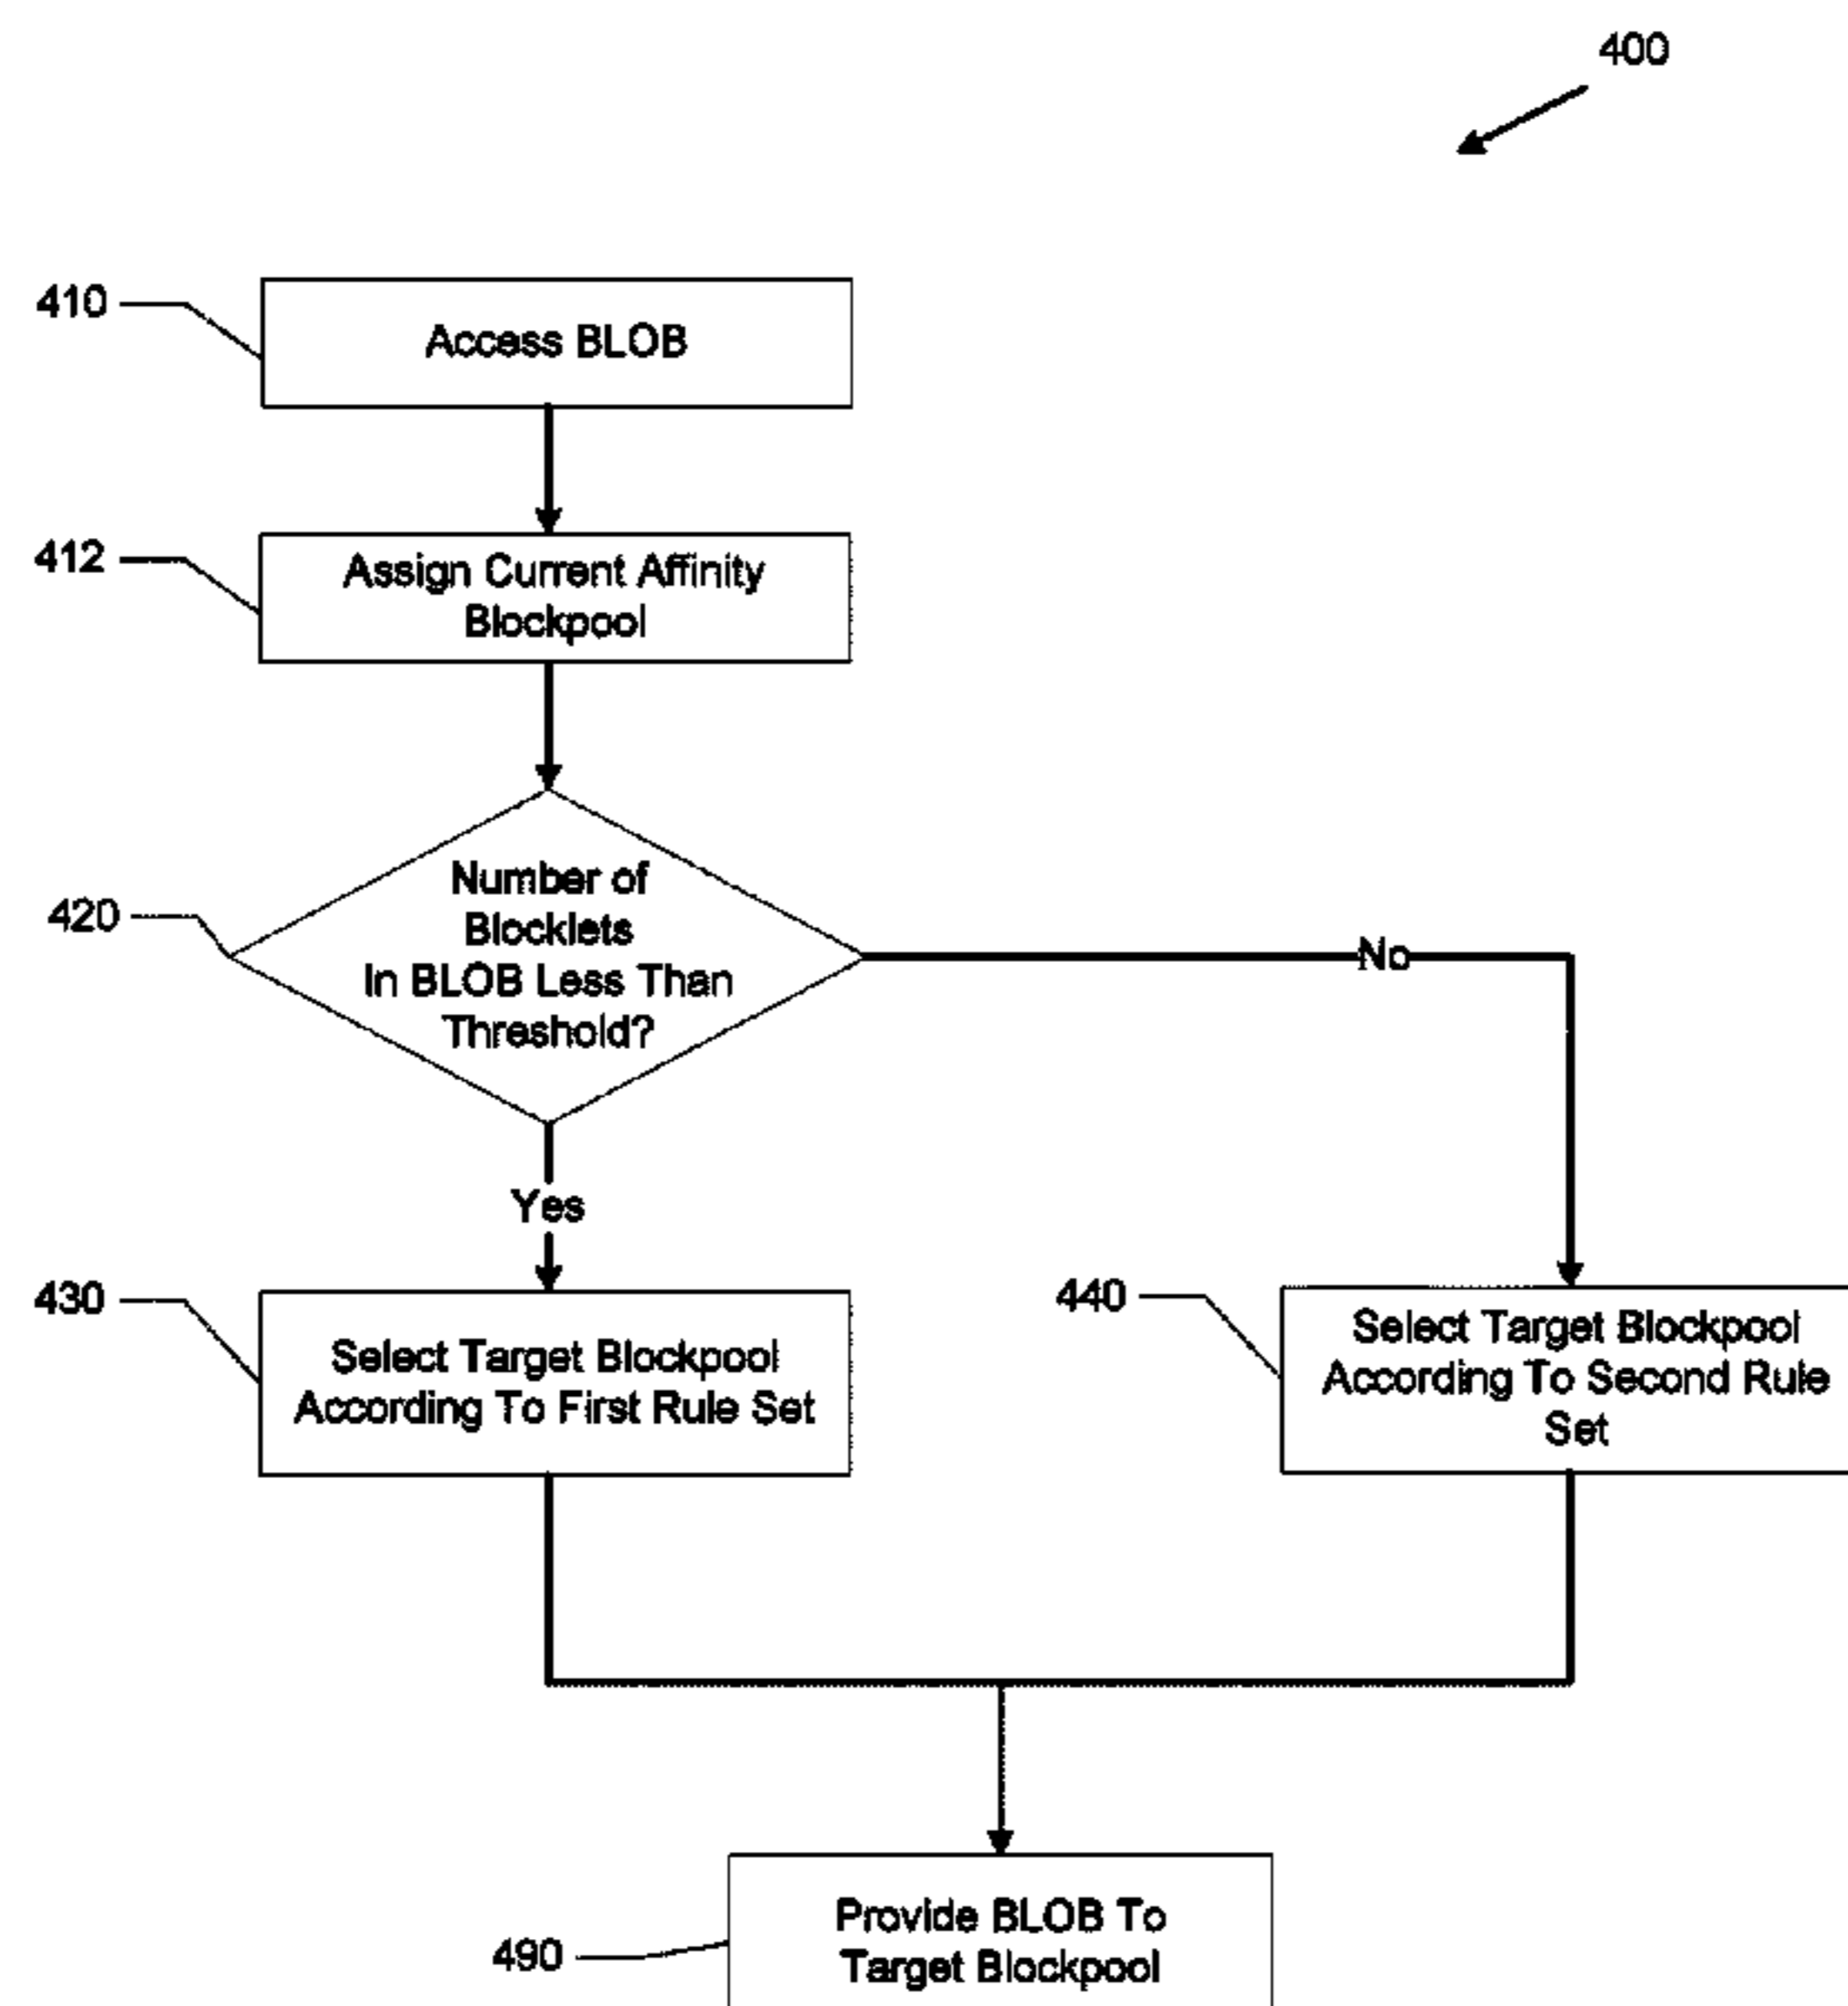 400
410
Access BLOB
412
Assign Current Affinity
Blockpool
420
Number of
Blocklets
In BLOB Less Than
Threshold?
No
Yes
430
Select Target Blockpool
According To First Rule Set
440
Select Target Blockpool
According To Second Rule
Set
490
Provide BLOB To
Target Blockpool